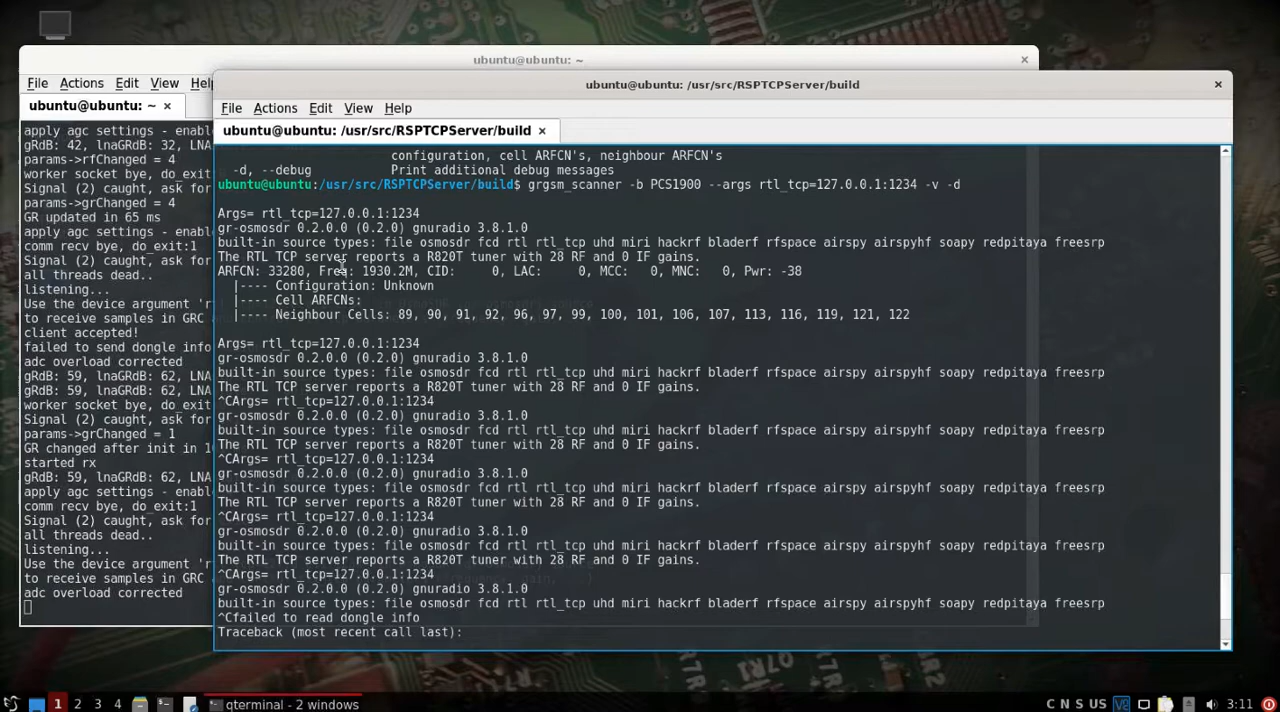 ubuntu@ubuntu: ~
File Actions Edit View Help
ubuntu@ubuntu: ~
apply agc settings - enabl
gRdB: 42, lnaGRdB: 32, LNA
params->rfChanged = 4
worker socket bye, do_exit
Signal (2) caught, ask for
params->grChanged = 4
GR updated in 65 ms
apply agc settings - enabl
comm recv bye, do_exit:1
Signal (2) caught, ask for
all threads dead..
listening...
Use the device argument 'r
to receive samples in GRC
client accepted!
failed to send dongle info
adc overload corrected
gRdB: 59, lnaGRdB: 62, LNA
gRdB: 59, lnaGRdB: 62, LNA
worker socket bye, do_exit
Signal (2) caught, ask for
params->grChanged = 1
GR changed after init in 1
started rx
gRdB: 59, lnaGRdB: 62, LNA
apply agc settings - enabl
comm recv bye, do_exit:1
Signal (2) caught, ask for
all threads dead..
listening...
Use the device argument 'r
to receive samples in GRC
adc overload corrected
ubuntu@ubuntu: /usr/src/RSPTCPServer/build
File Actions Edit View Help
ubuntu@ubuntu: /usr/src/RSPTCPServer/build
configuration, cell ARFCN's, neighbour ARFCN's
-d, --debug Print additional debug messages
ubuntu@ubuntu:/usr/src/RSPTCPServer/build$ grgsm_scanner -b PCS1900 --args rtl_tcp=127.0.0.1:1234 -v -d
Args= rtl_tcp=127.0.0.1:1234
gr-osmosdr 0.2.0.0 (0.2.0) gnuradio 3.8.1.0
built-in source types: file osmosdr fcd rtl rtl_tcp uhd miri hackrf bladerf rfspace airspy airspyhf soapy redpitaya freesrp
The RTL TCP server reports a R820T tuner with 28 RF and 0 IF gains.
ARFCN: 33280, Freq: 1930.2M, CID: 0, LAC: 0, MCC: 0, MNC: 0, Pwr: -38
|---- Configuration: Unknown
|---- Cell ARFCNs:
|---- Neighbour Cells: 89, 90, 91, 92, 96, 97, 99, 100, 101, 106, 107, 113, 116, 119, 121, 122
Args= rtl_tcp=127.0.0.1:1234
gr-osmosdr 0.2.0.0 (0.2.0) gnuradio 3.8.1.0
built-in source types: file osmosdr fcd rtl rtl_tcp uhd miri hackrf bladerf rfspace airspy airspyhf soapy redpitaya freesrp
The RTL TCP server reports a R820T tuner with 28 RF and 0 IF gains.
^CArgs= rtl_tcp=127.0.0.1:1234
gr-osmosdr 0.2.0.0 (0.2.0) gnuradio 3.8.1.0
built-in source types: file osmosdr fcd rtl rtl_tcp uhd miri hackrf bladerf rfspace airspy airspyhf soapy redpitaya freesrp
The RTL TCP server reports a R820T tuner with 28 RF and 0 IF gains.
^CArgs= rtl_tcp=127.0.0.1:1234
gr-osmosdr 0.2.0.0 (0.2.0) gnuradio 3.8.1.0
built-in source types: file osmosdr fcd rtl rtl_tcp uhd miri hackrf bladerf rfspace airspy airspyhf soapy redpitaya freesrp
The RTL TCP server reports a R820T tuner with 28 RF and 0 IF gains.
^CArgs= rtl_tcp=127.0.0.1:1234
gr-osmosdr 0.2.0.0 (0.2.0) gnuradio 3.8.1.0
built-in source types: file osmosdr fcd rtl rtl_tcp uhd miri hackrf bladerf rfspace airspy airspyhf soapy redpitaya freesrp
The RTL TCP server reports a R820T tuner with 28 RF and 0 IF gains.
^CArgs= rtl_tcp=127.0.0.1:1234
gr-osmosdr 0.2.0.0 (0.2.0) gnuradio 3.8.1.0
built-in source types: file osmosdr fcd rtl rtl_tcp uhd miri hackrf bladerf rfspace airspy airspyhf soapy redpitaya freesrp
^Cfailed to read dongle info
Traceback (most recent call last):
1 2 3 4 qterminal - 2 windows C N S US 3:11